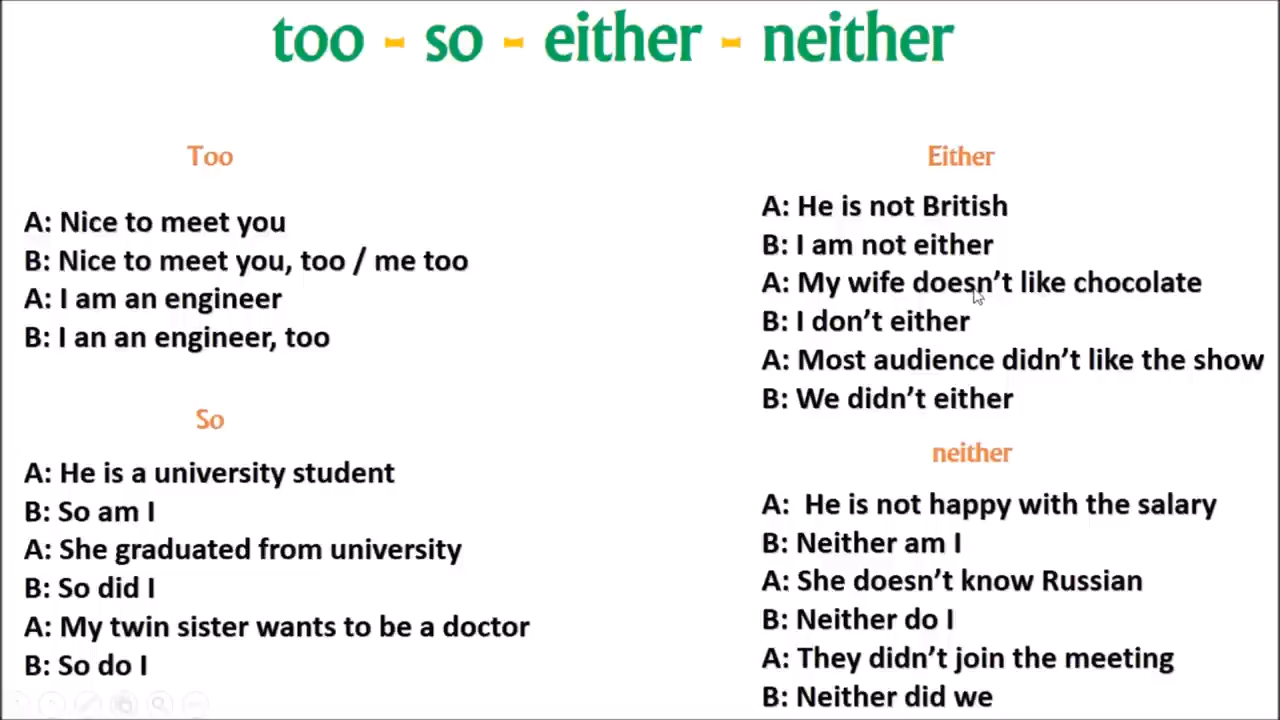 too - so - either - neither
Too
A: Nice to meet you
B: Nice to meet you, too / me too
A: I am an engineer
B: I an an engineer, too
So
A: He is a university student
B: So am I
A: She graduated from university
B: So did I
A: My twin sister wants to be a doctor
B: So do I
Either
A: He is not British
B: I am not either
A: My wife doesn't like chocolate
B: I don't either
A: Most audience didn't like the show
B: We didn't either
neither
A: He is not happy with the salary
B: Neither am I
A: She doesn't know Russian
B: Neither do I
A: They didn't join the meeting
B: Neither did we